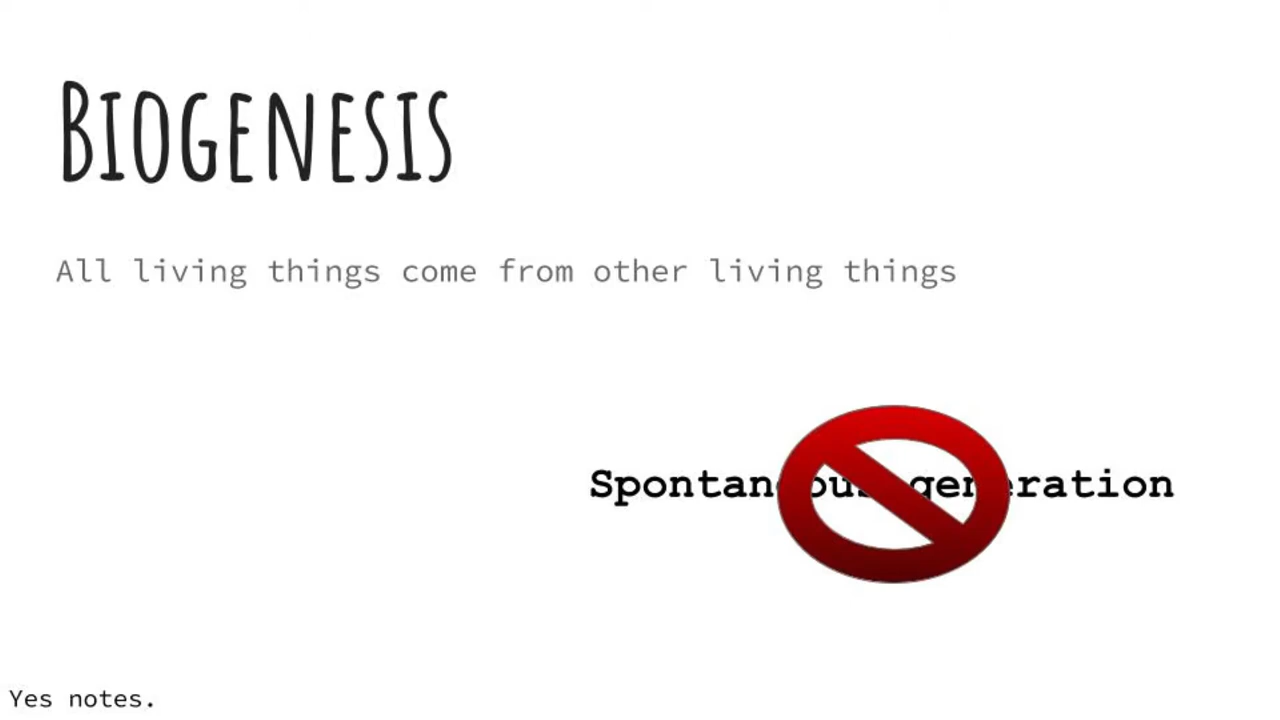 BIOGENESIS
All living things come from other living things
Spontaneous generation
Yes notes.